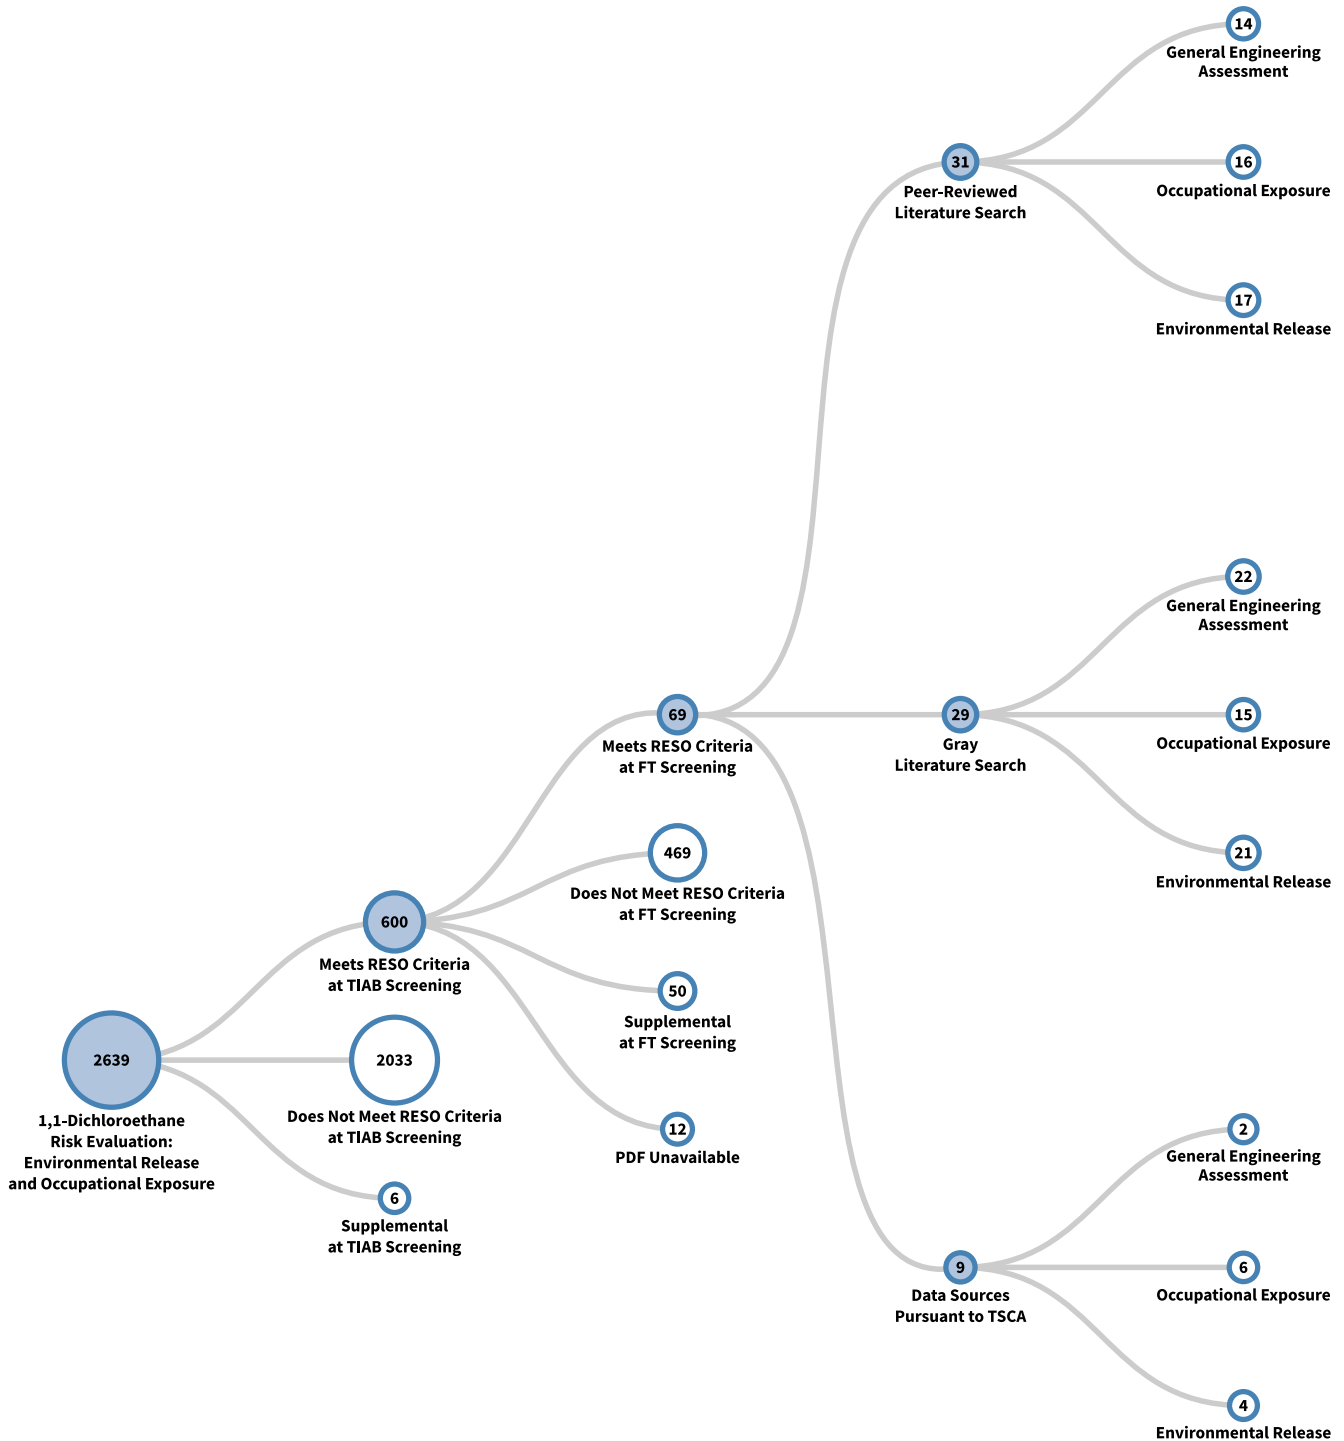 2639
1,1-Dichloroethane
Risk Evaluation:
Environmental Release
and Occupational Exposure
600
Meets RESO Criteria
at TIAB Screening
2033
Does Not Meet RESO Criteria
at TIAB Screening
6
Supplemental
at TIAB Screening
69
Meets RESO Criteria
at FT Screening
469
Does Not Meet RESO Criteria
at FT Screening
50
Supplemental
at FT Screening
12
PDF Unavailable
31
Peer-Reviewed
Literature Search
14
General Engineering
Assessment
16
Occupational Exposure
17
Environmental Release
29
Gray
Literature Search
22
General Engineering
Assessment
15
Occupational Exposure
21
Environmental Release
9
Data Sources
Pursuant to TSCA
2
General Engineering
Assessment
6
Occupational Exposure
4
Environmental Release